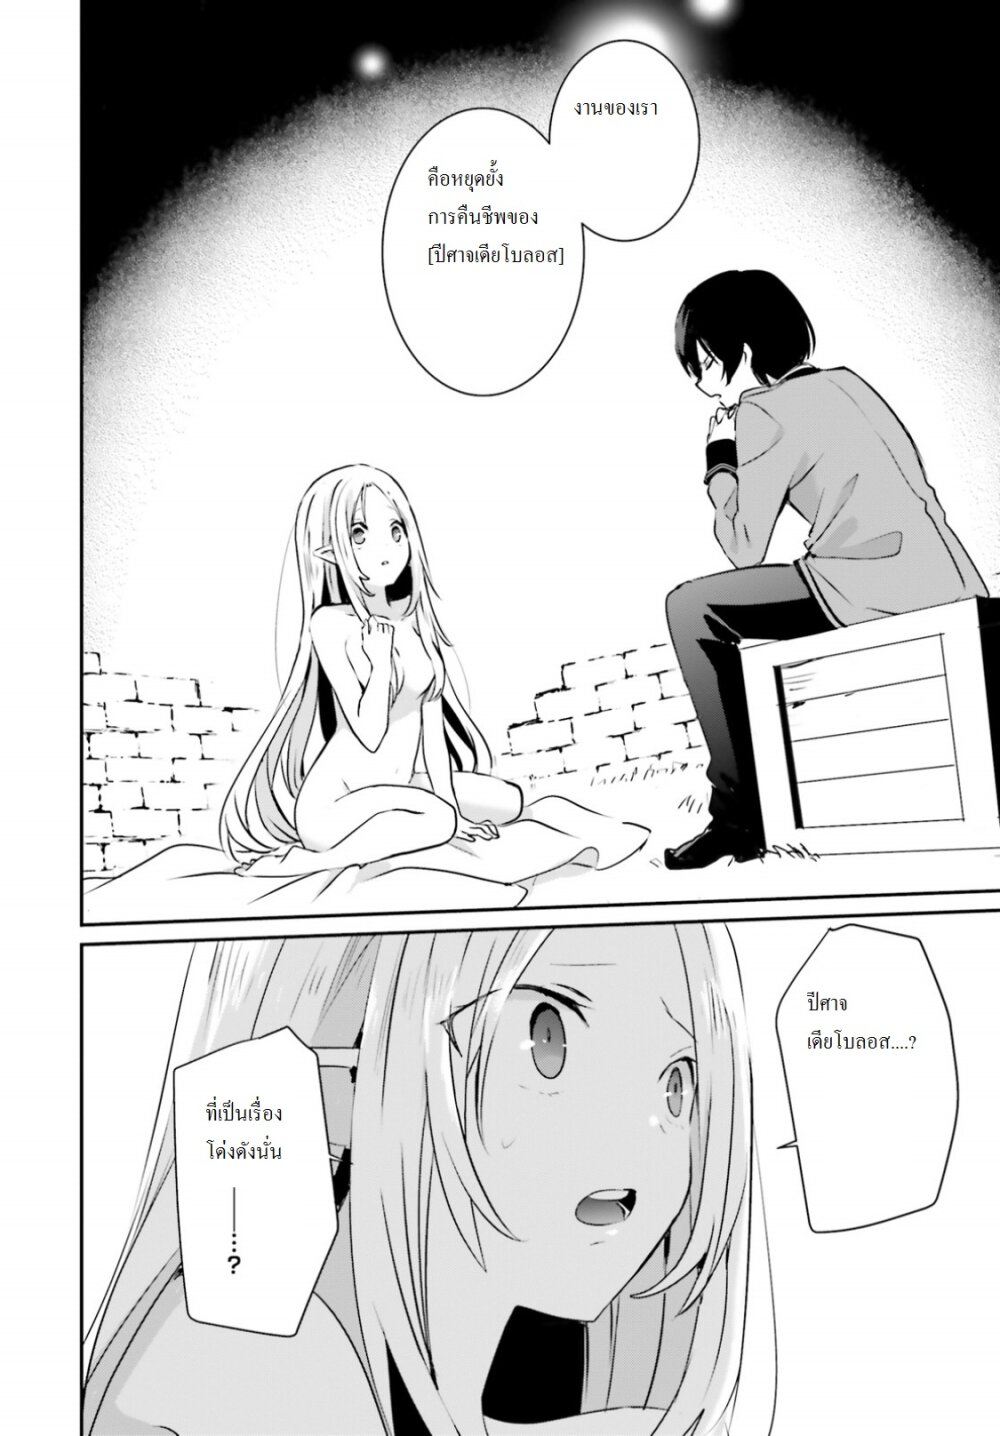 งานของเรา
คือหยุดยั้ง
การคืนชีพของ
[ปีศาจเดียโบลอส]
ปีศาจ
เดียโบลอส....?
ที่เป็นเรื่อง
โด่งดังนั่น
──……?